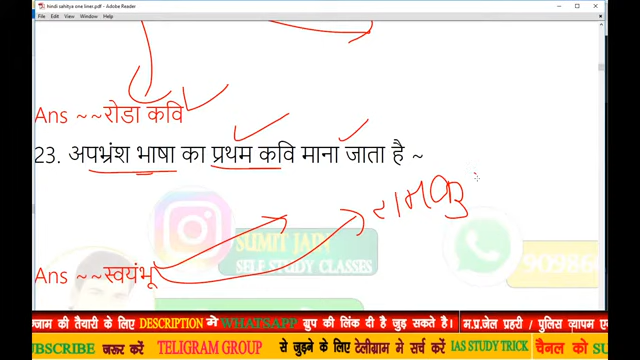 hindi sahitya one liner.pdf - Adobe Reader
File Edit View Window Help
Ans ~~रोडा कवि
23. अपभ्रंश भाषा का प्रथम कवि माना जाता है ~
SUMIT JAIN
SELF STUDY CLASSES
Ans ~~स्वयंभू
90986
ग्जाम की तैयारी के लिए DESCRIPTION मे WHATSAPP ग्रुप की लिंक दी है जुड़ सकते है। म.प्र.जेल प्रहरी / पुलिस व्यापम
SUBSCRIBE जरूर करें TELIGRAM GROUP से जुड़ने के लिए टेलीग्राम मे सर्च करें IAS STUDY TRICK चैनल को SU